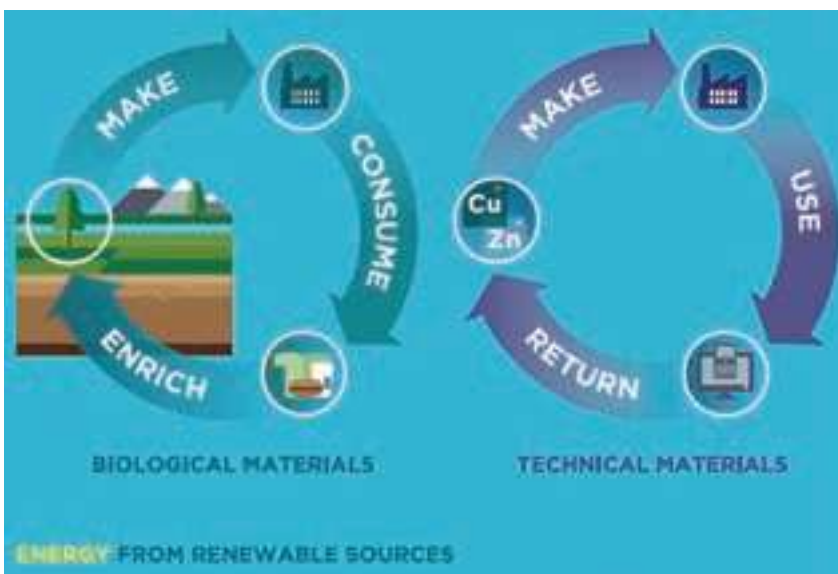 MAKE
CONSUME
ENRICH
BIOLOGICAL MATERIALS
MAKE
USE
RETURN
Cu
Zn
TECHNICAL MATERIALS
ENERGY FROM RENEWABLE SOURCES